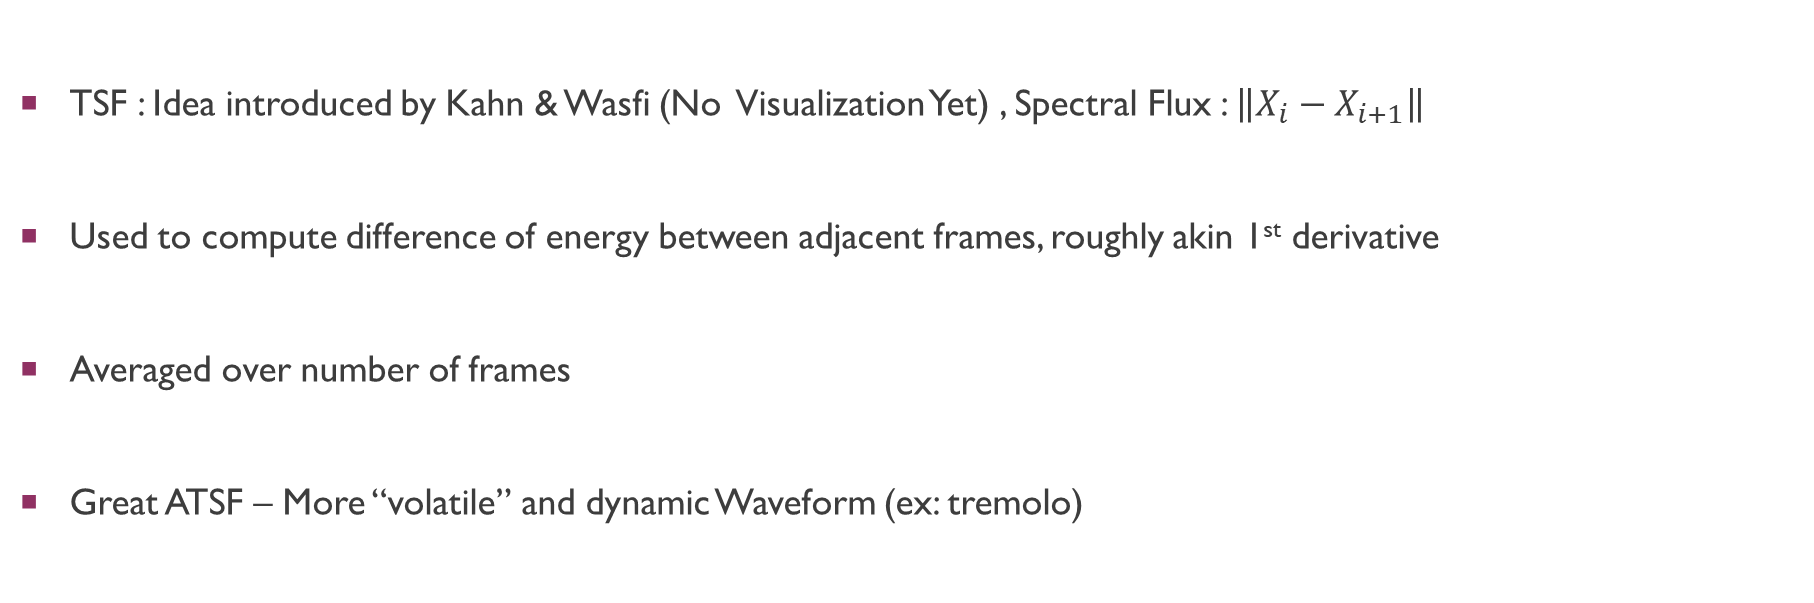 ▪ TSF : Idea introduced by Kahn & Wasfi (No Visualization Yet) , Spectral Flux : ||X_i − X_{i+1}||
▪ Used to compute difference of energy between adjacent frames, roughly akin 1st derivative
▪ Averaged over number of frames
▪ Great ATSF – More “volatile” and dynamic Waveform (ex: tremolo)